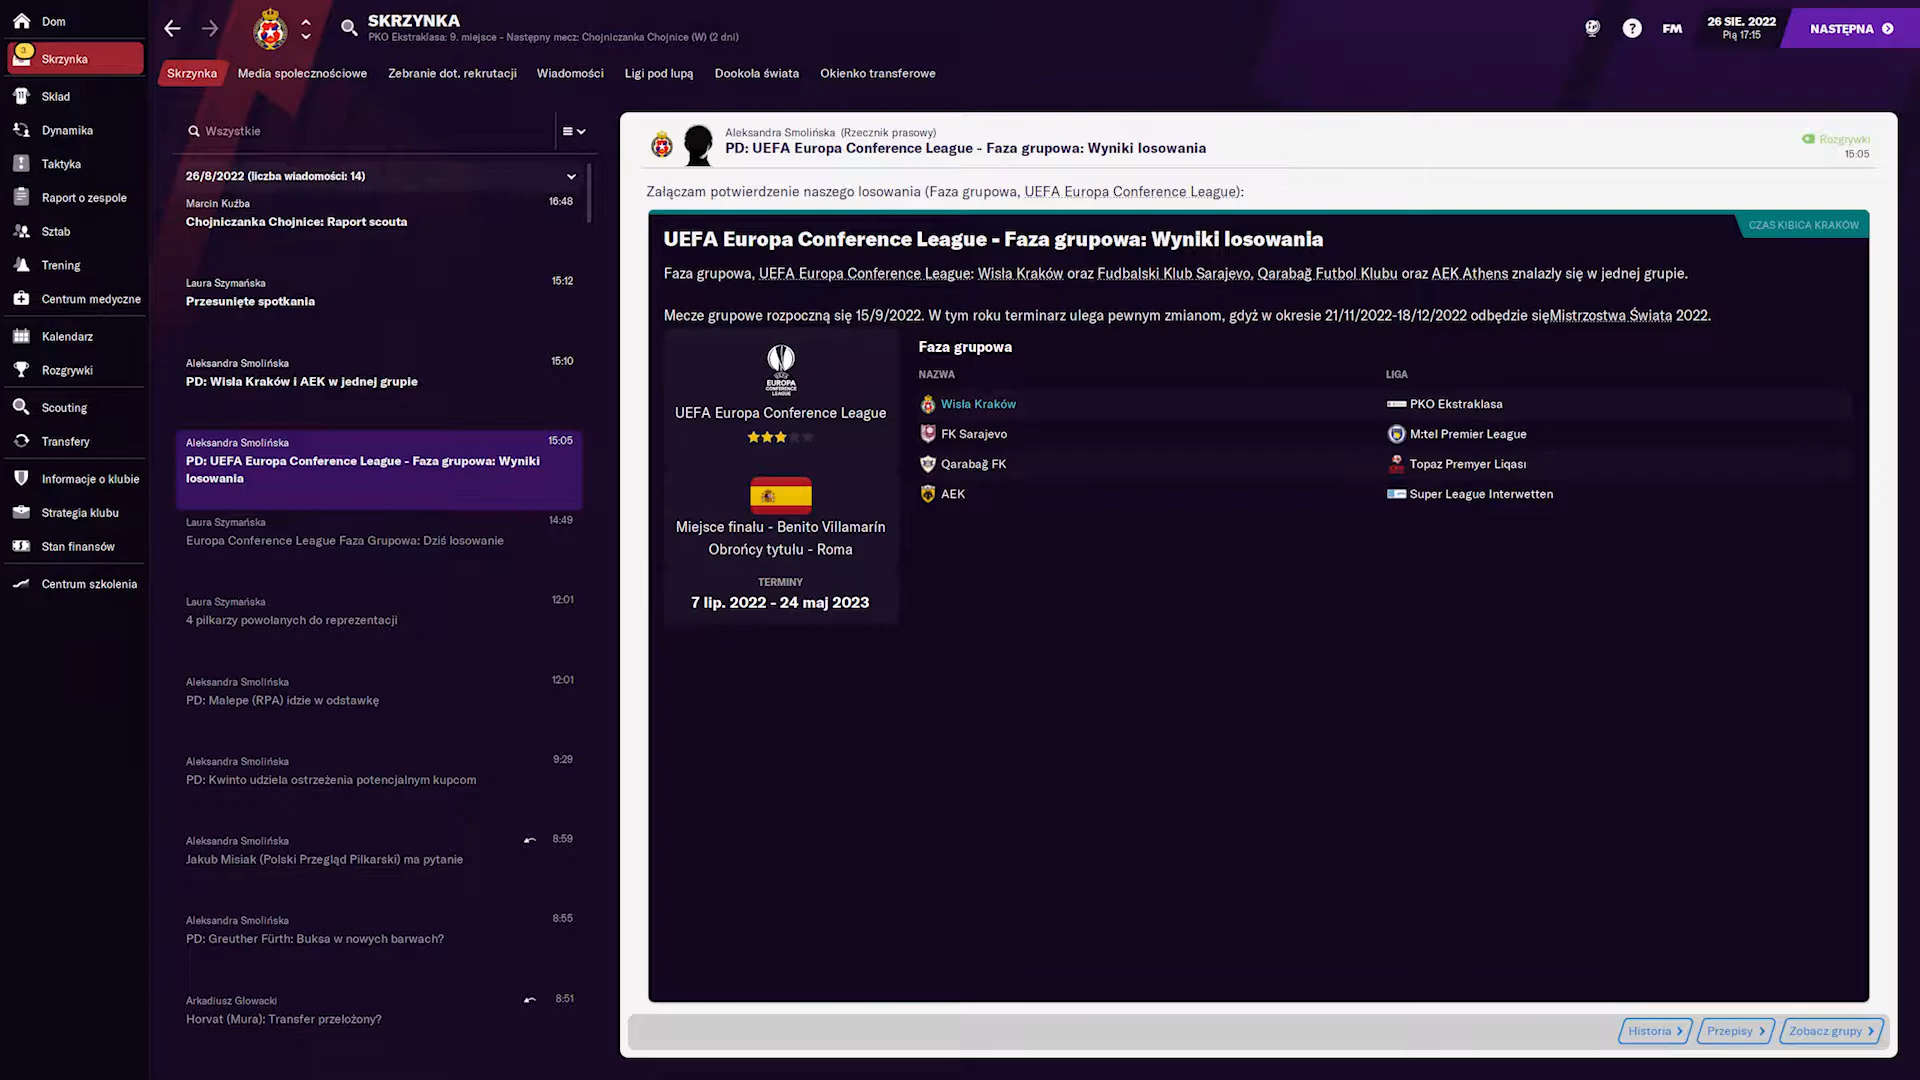 Dom
3
Skrzynka
Skład
Dynamika
Taktyka
Raport o zespole
Sztab
Trening
Centrum medyczne
Kalendarz
Rozgrywki
Scouting
Transfery
Informacje o klubie
Strategia klubu
Stan finansów
Centrum szkolenia
SKRZYNKA
PKO Ekstraklasa: 9. miejsce - Następny mecz: Chojniczanka Chojnice (W) (2 dni)
FM
26 SIE. 2022
Pią 17:15
NASTĘPNA
Skrzynka
Media społecznościowe
Zebranie dot. rekrutacji
Wiadomości
Ligi pod lupą
Dookoła świata
Okienko transferowe
Wszystkie
26/8/2022 (liczba wiadomości: 14)
Marcin Kuźba
16:48
Chojniczanka Chojnice: Raport scouta
Laura Szymańska
15:12
Przesunięte spotkania
Aleksandra Smolińska
15:10
PD: Wisła Kraków i AEK w jednej grupie
Aleksandra Smolińska
15:05
PD: UEFA Europa Conference League - Faza grupowa: Wyniki
losowania
Laura Szymańska
14:49
Europa Conference League Faza Grupowa: Dziś losowanie
Laura Szymańska
12:01
4 piłkarzy powołanych do reprezentacji
Aleksandra Smolińska
12:01
PD: Malepe (RPA) idzie w odstawkę
Aleksandra Smolińska
9:29
PD: Kwinto udziela ostrzeżenia potencjalnym kupcom
Aleksandra Smolińska
8:59
Jakub Misiak (Polski Przegląd Piłkarski) ma pytanie
Aleksandra Smolińska
8:55
PD: Greuther Fürth: Buksa w nowych barwach?
Arkadiusz Głowacki
8:51
Horvat (Mura): Transfer przełożony?
Aleksandra Smolińska (Rzecznik prasowy)
PD: UEFA Europa Conference League - Faza grupowa: Wyniki losowania
Rozgrywki
15:05
Załączam potwierdzenie naszego losowania (Faza grupowa, UEFA Europa Conference League):
CZAS KIBICA KRAKÓW
UEFA Europa Conference League - Faza grupowa: Wyniki losowania
Faza grupowa, UEFA Europa Conference League: Wisła Kraków oraz Fudbalski Klub Sarajevo, Qarabağ Futbol Klubu oraz AEK Athens znalazły się w jednej grupie.
Mecze grupowe rozpoczną się 15/9/2022. W tym roku terminarz ulega pewnym zmianom, gdyż w okresie 21/11/2022-18/12/2022 odbędzie sięMistrzostwa Świata 2022.
EUROPA
CONFERENCE
LEAGUE
UEFA Europa Conference League
Miejsce finału - Benito Villamarín
Obrońcy tytułu - Roma
TERMINY
7 lip. 2022 - 24 maj 2023
Faza grupowa
NAZWA
LIGA
Wisła Kraków
PKO Ekstraklasa
FK Sarajevo
M:tel Premier League
Qarabağ FK
Topaz Premyer Liqası
AEK
Super League Interwetten
Historia
Przepisy
Zobacz grupy